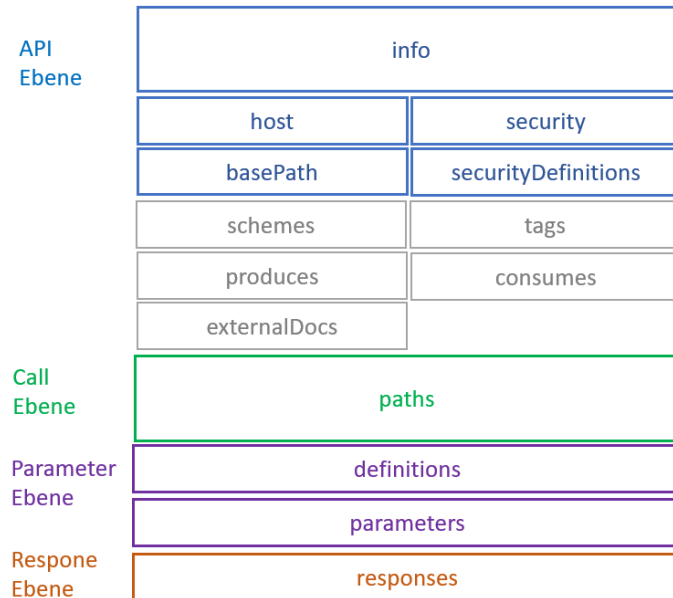 API
Ebene
info
host
security
basePath
securityDefinitions
schemes
tags
produces
consumes
externalDocs
Call
Ebene
paths
Parameter
Ebene
definitions
parameters
Respone
Ebene
responses